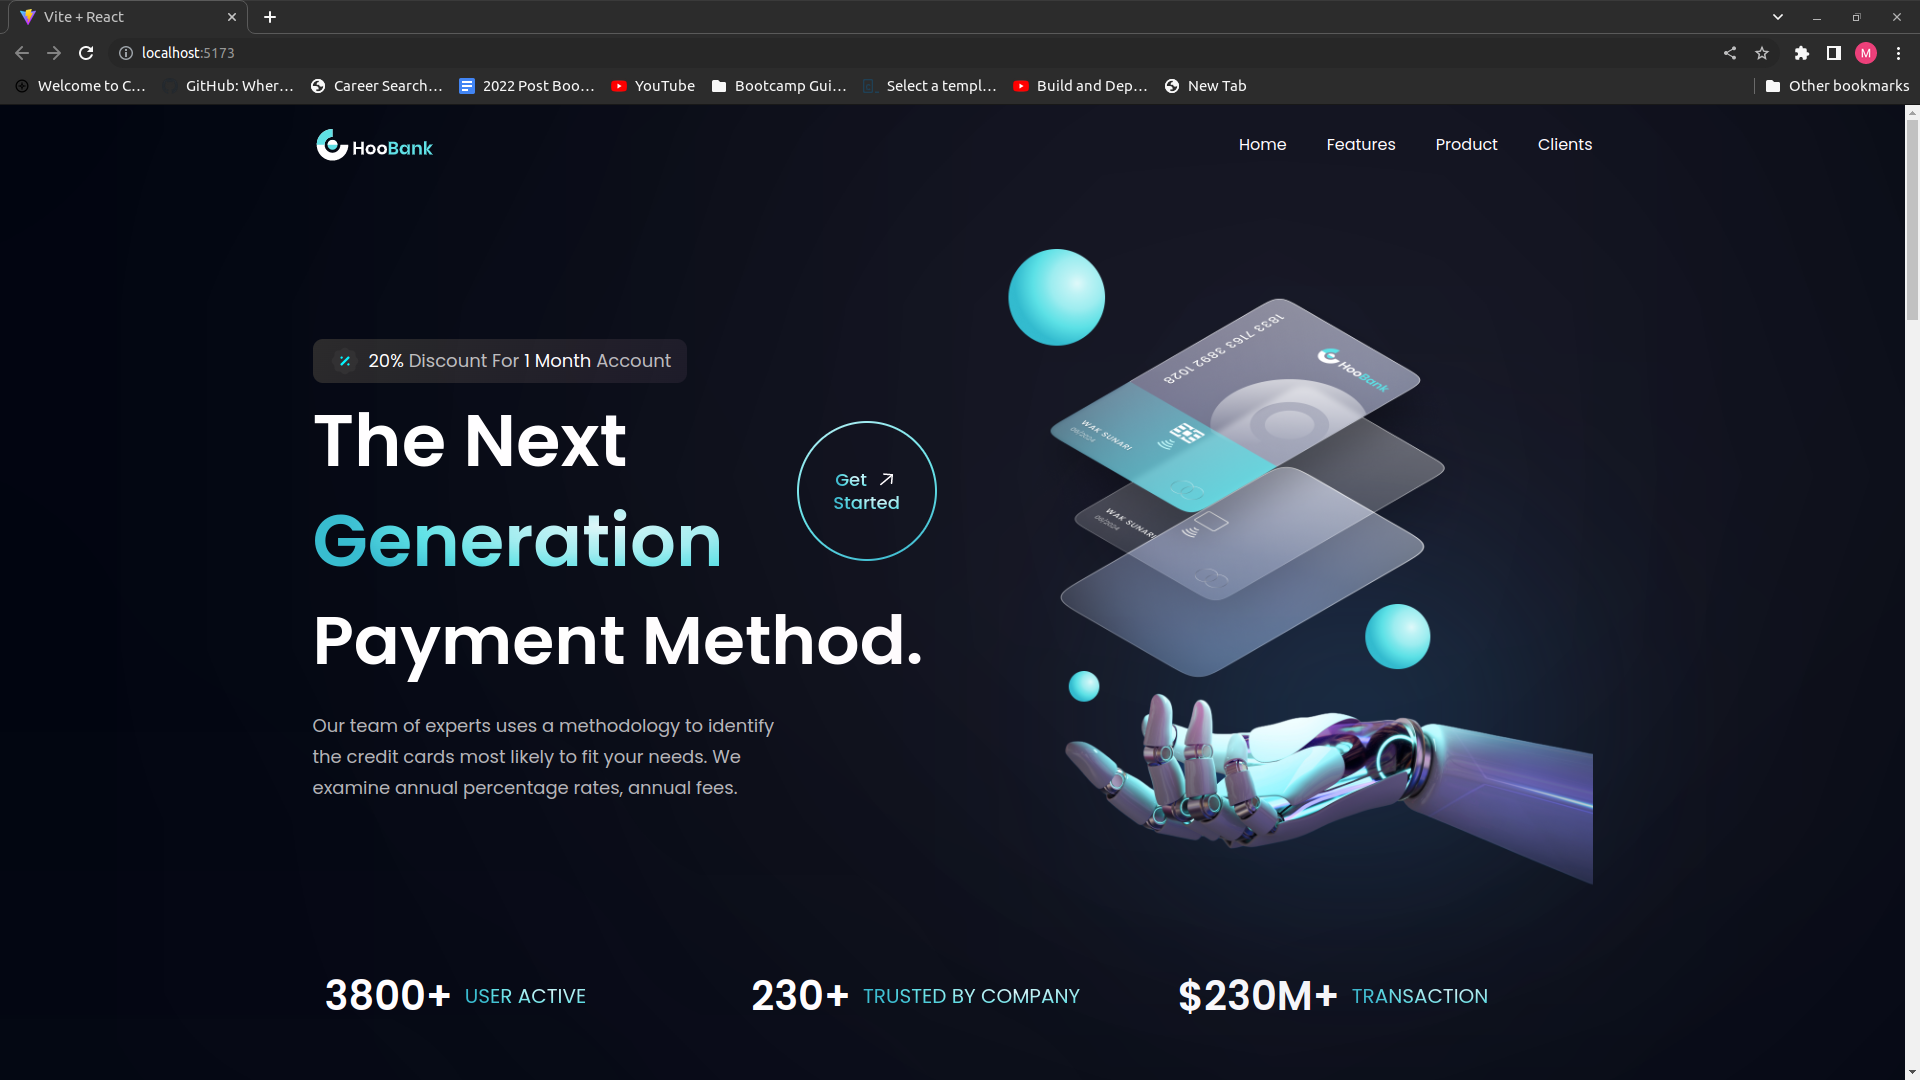 Vite + React
localhost:5173
Welcome to C...
GitHub: Wher...
Career Search...
2022 Post Boo...
YouTube
Bootcamp Gui...
Select a templ...
Build and Dep...
New Tab
Other bookmarks
M
HooBank
Home
Features
Product
Clients
20% Discount For 1 Month Account
The Next
Generation
Payment Method.
Get
Started
Our team of experts uses a methodology to identify
the credit cards most likely to fit your needs. We
examine annual percentage rates, annual fees.
1833 7163 3892 1028
HooBank
WAK SUNARI
06/2024
WAK SUNARI
06/2024
3800+ USER ACTIVE
230+ TRUSTED BY COMPANY
$230M+ TRANSACTION